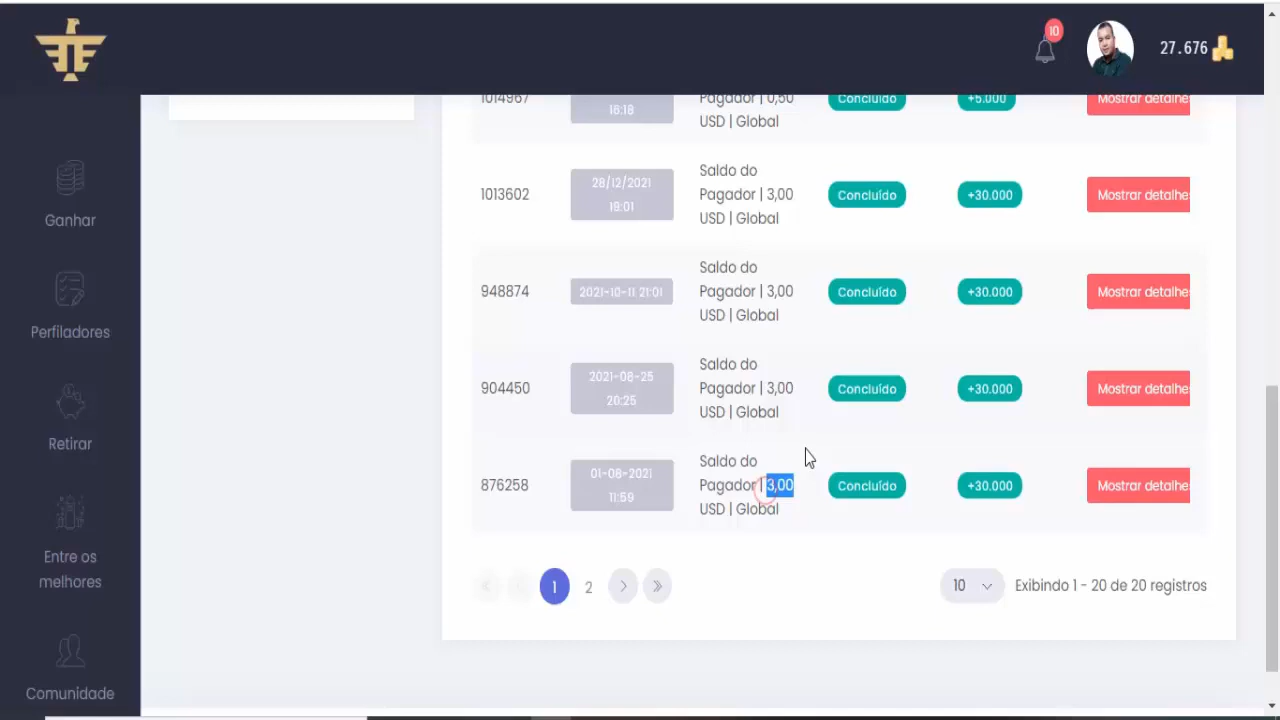 10
27.676
Ganhar
Perfiladores
Retirar
Entre os
melhores
Comunidade
1014967
18:18
Pagador | 0,50
USD | Global
Concluído
+5.000
Mostrar detalhe
1013602
28/12/2021
19:01
Saldo do
Pagador | 3,00
USD | Global
Concluído
+30.000
Mostrar detalhe
948874
2021-10-11 21:01
Saldo do
Pagador | 3,00
USD | Global
Concluído
+30.000
Mostrar detalhe
904450
2021-08-25
20:25
Saldo do
Pagador | 3,00
USD | Global
Concluído
+30.000
Mostrar detalhe
876258
01-08-2021
11:59
Saldo do
Pagador | 3,00
USD | Global
Concluído
+30.000
Mostrar detalhe
1
2
10
Exibindo 1 - 20 de 20 registros